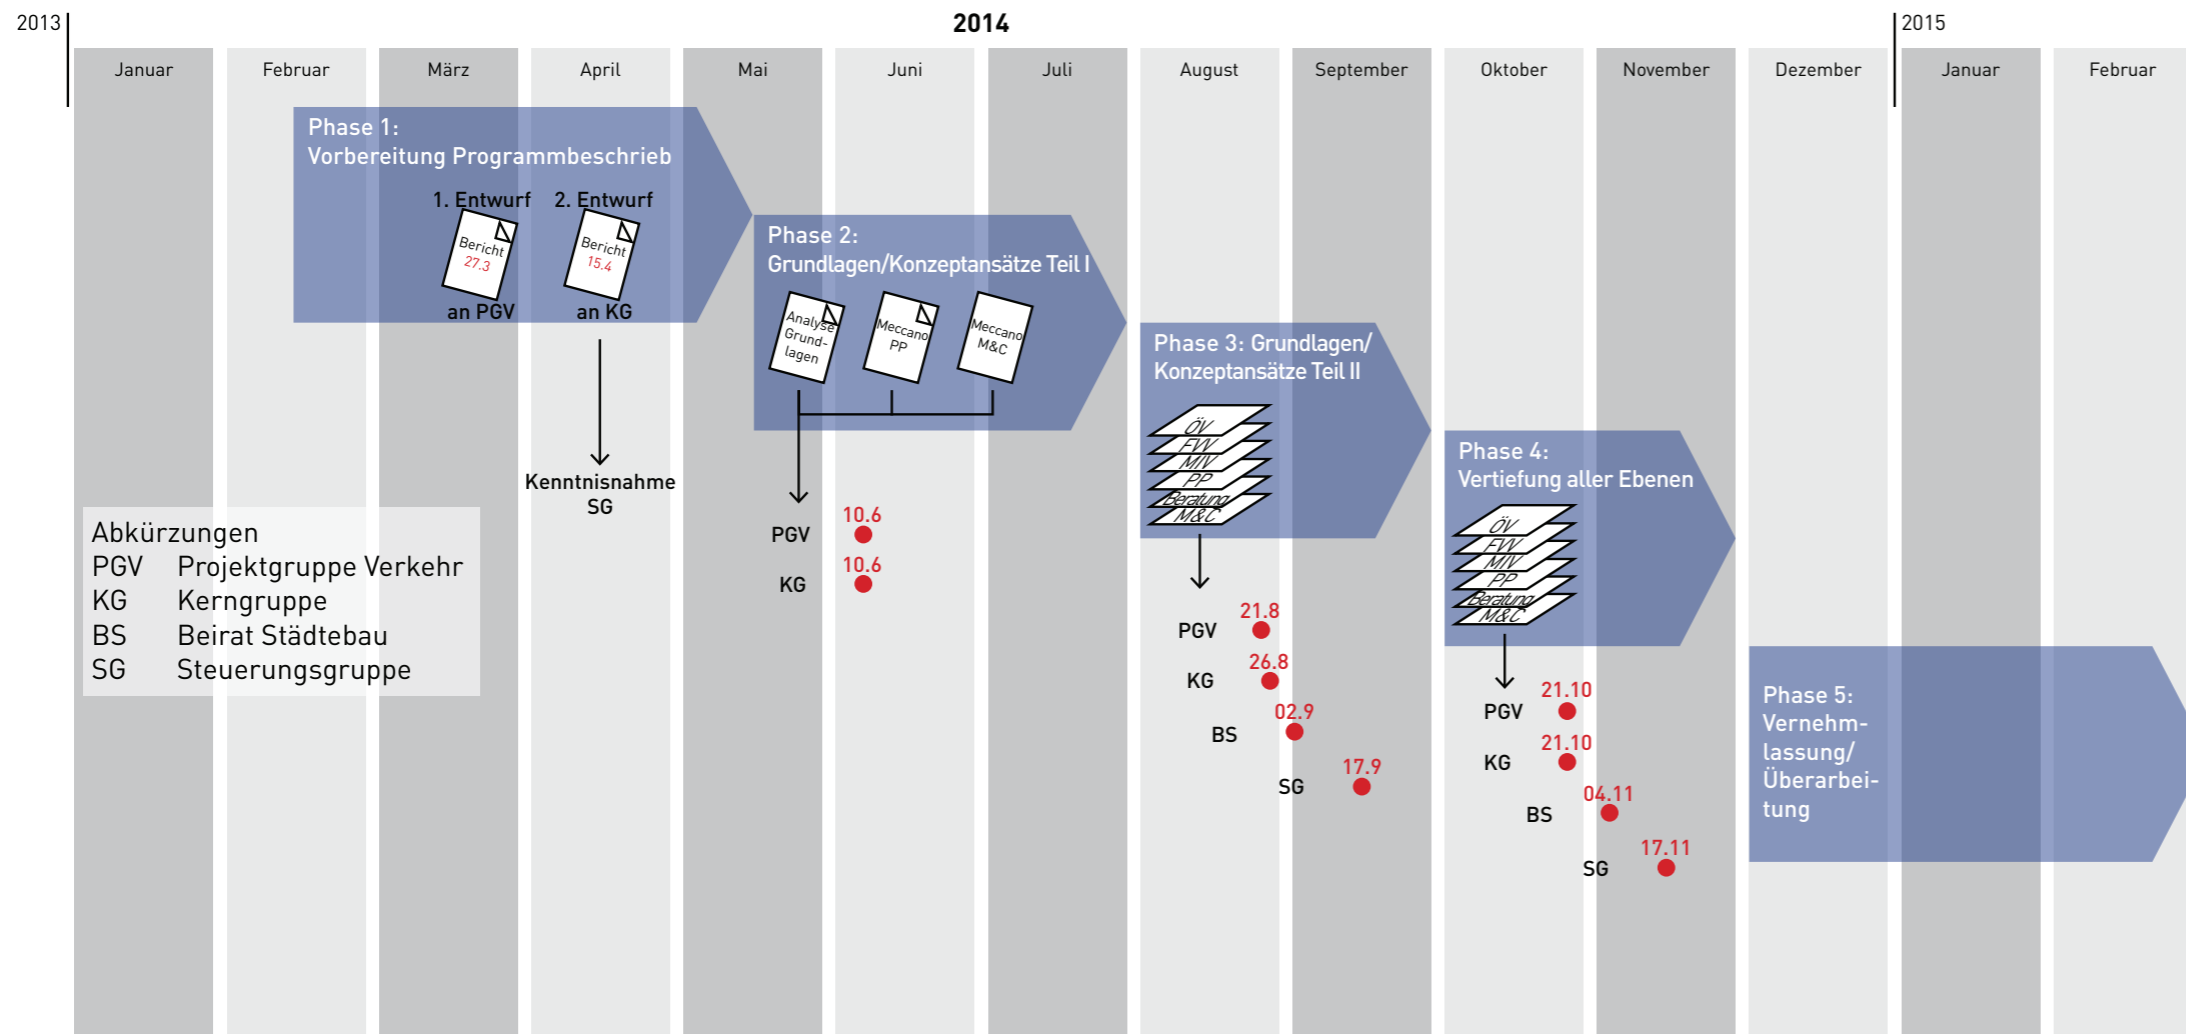 2013
2014
2015
Januar
Februar
März
April
Mai
Juni
Juli
August
September
Oktober
November
Dezember
Januar
Februar
Phase 1:
Vorbereitung Programmbeschrieb
1. Entwurf
2. Entwurf
Bericht
27.3
Bericht
15.4
an PGV
an KG
Kenntnisnahme
SG
Phase 2:
Grundlagen/Konzeptansätze Teil I
Analyse
Grund-
lagen
Meccano
PP
Meccano
M&C
PGV
10.6
KG
10.6
Phase 3: Grundlagen/
Konzeptansätze Teil II
ÖV
FVV
MIV
PP
Beratung
M&C
PGV
21.8
KG
26.8
BS
02.9
SG
17.9
Phase 4:
Vertiefung aller Ebenen
ÖV
FVV
MIV
PP
Beratung
M&C
PGV
21.10
KG
21.10
BS
04.11
SG
17.11
Phase 5:
Vernehm-
lassung/
Überarbei-
tung
Abkürzungen
PGV Projektgruppe Verkehr
KG Kerngruppe
BS Beirat Städtebau
SG Steuerungsgruppe